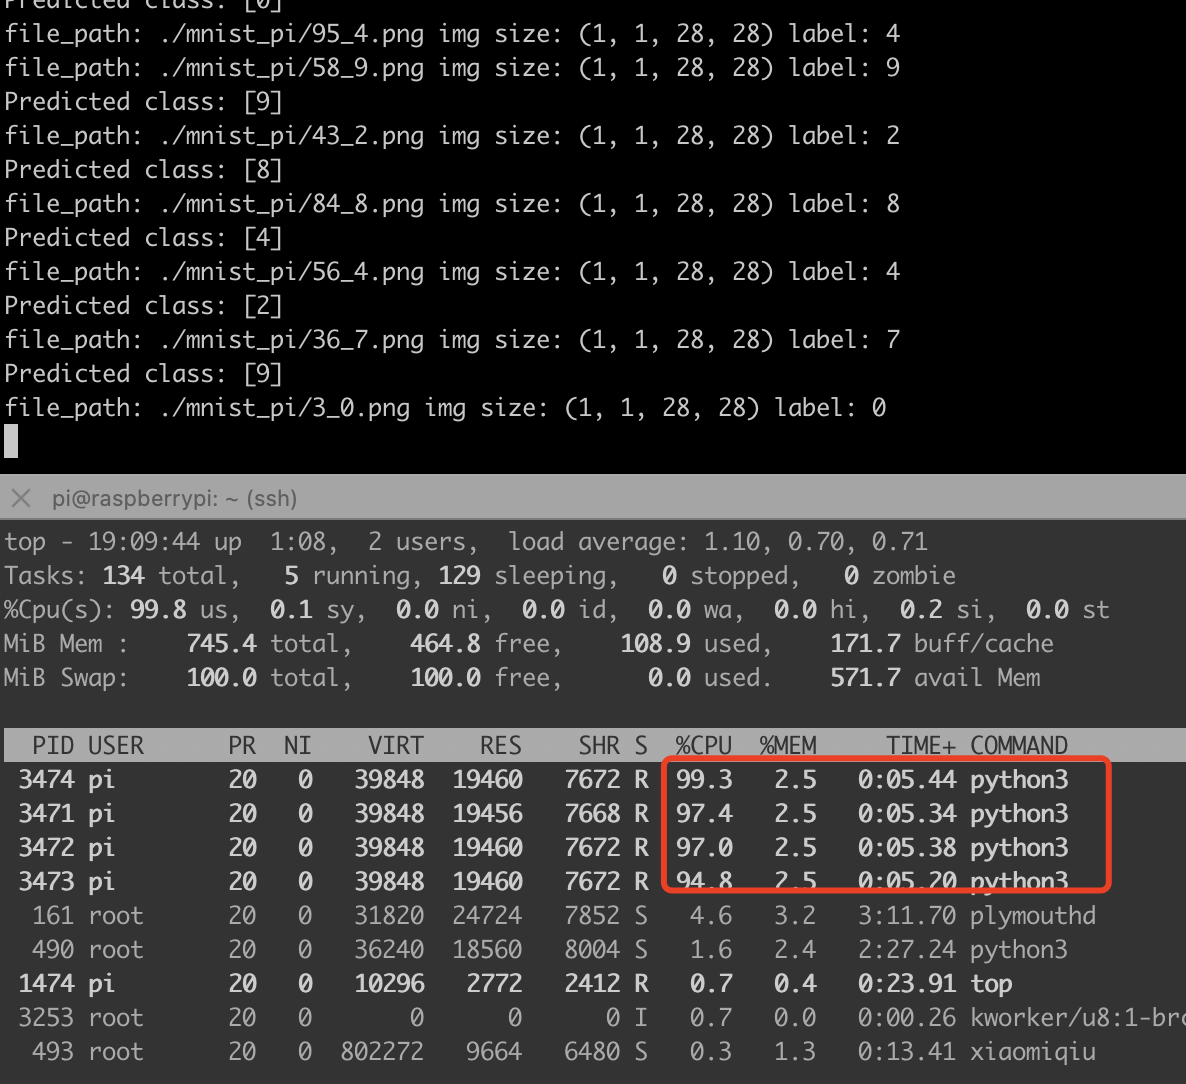 Predicted class: [0]
file_path: ./mnist_pi/95_4.png img size: (1, 1, 28, 28) label: 4
file_path: ./mnist_pi/58_9.png img size: (1, 1, 28, 28) label: 9
Predicted class: [9]
file_path: ./mnist_pi/43_2.png img size: (1, 1, 28, 28) label: 2
Predicted class: [8]
file_path: ./mnist_pi/84_8.png img size: (1, 1, 28, 28) label: 8
Predicted class: [4]
file_path: ./mnist_pi/56_4.png img size: (1, 1, 28, 28) label: 4
Predicted class: [2]
file_path: ./mnist_pi/36_7.png img size: (1, 1, 28, 28) label: 7
Predicted class: [9]
file_path: ./mnist_pi/3_0.png img size: (1, 1, 28, 28) label: 0
pi@raspberrypi: ~ (ssh)
top - 19:09:44 up  1:08,  2 users,  load average: 1.10, 0.70, 0.71
Tasks: 134 total,   5 running, 129 sleeping,   0 stopped,   0 zombie
%Cpu(s): 99.8 us,  0.1 sy,  0.0 ni,  0.0 id,  0.0 wa,  0.0 hi,  0.2 si,  0.0 st
MiB Mem :    745.4 total,    464.8 free,    108.9 used,    171.7 buff/cache
MiB Swap:    100.0 total,    100.0 free,      0.0 used.    571.7 avail Mem
PID USER      PR  NI    VIRT    RES    SHR S  %CPU  %MEM     TIME+ COMMAND
3474 pi        20   0   39848  19460   7672 R  99.3   2.5   0:05.44 python3
3471 pi        20   0   39848  19456   7668 R  97.4   2.5   0:05.34 python3
3472 pi        20   0   39848  19460   7672 R  97.0   2.5   0:05.38 python3
3473 pi        20   0   39848  19460   7672 R  94.8   2.5   0:05.20 python3
161 root      20   0   31820  24724   7852 S   4.6   3.2   3:11.70 plymouthd
490 root      20   0   36240  18560   8004 S   1.6   2.4   2:27.24 python3
1474 pi        20   0   10296   2772   2412 R   0.7   0.4   0:23.91 top
3253 root      20   0       0      0      0 I   0.7   0.0   0:00.26 kworker/u8:1-brc
493 root      20   0  802272   9664   6480 S   0.3   1.3   0:13.41 xiaomiqiu